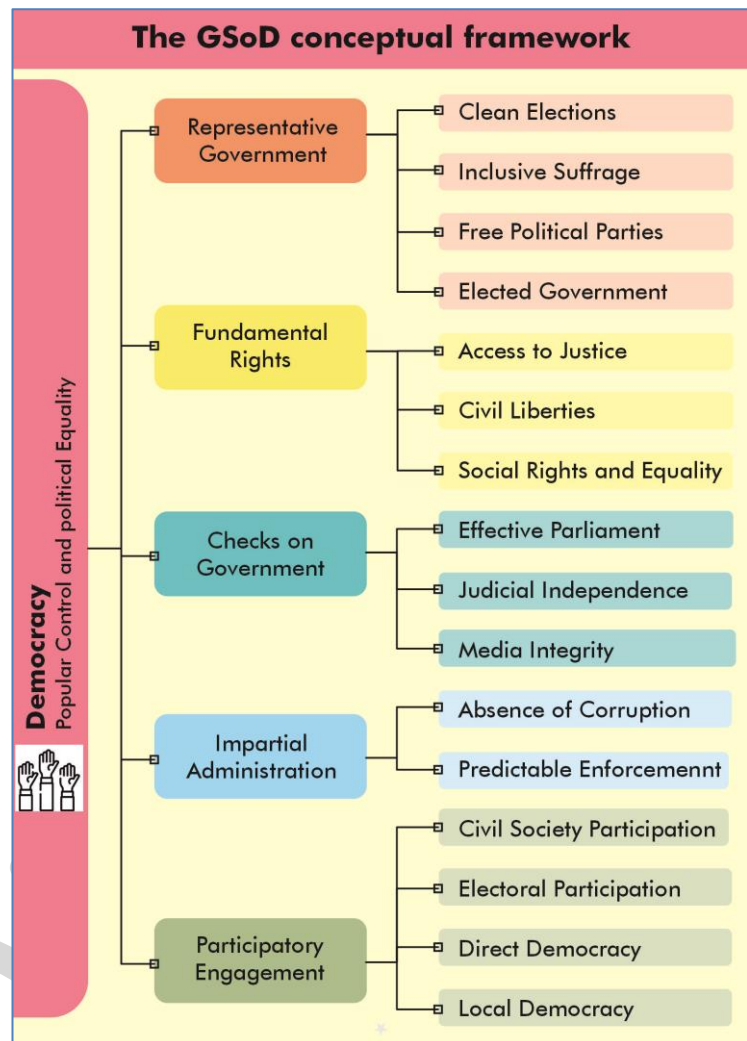 The GSoD conceptual framework
Democracy
Popular Control and political Equality
Representative
Government
Clean Elections
Inclusive Suffrage
Free Political Parties
Elected Government
Fundamental
Rights
Access to Justice
Civil Liberties
Social Rights and Equality
Checks on
Government
Effective Parliament
Judicial Independence
Media Integrity
Impartial
Administration
Absence of Corruption
Predictable Enforcemennt
Participatory
Engagement
Civil Society Participation
Electoral Participation
Direct Democracy
Local Democracy